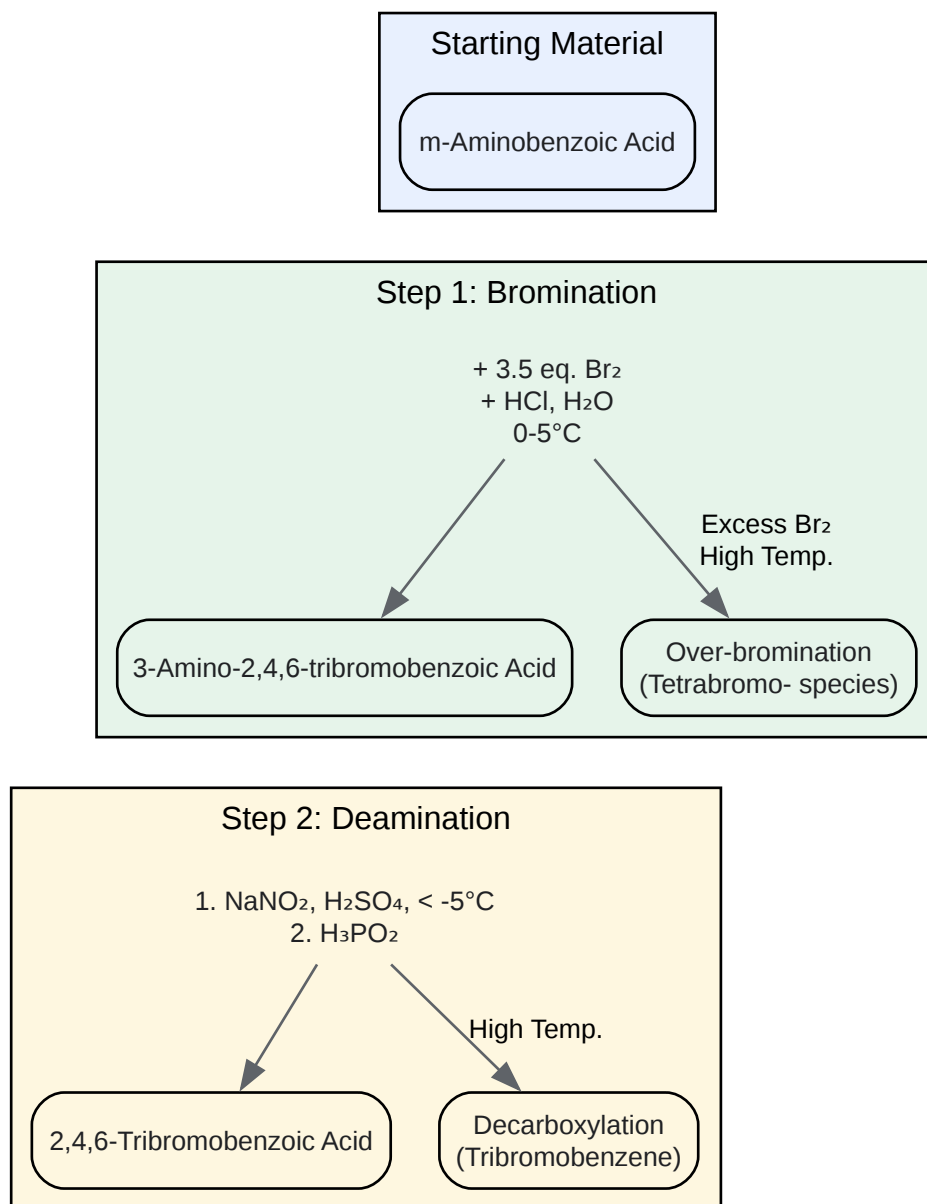 Starting Material
m-Aminobenzoic Acid
Step 1: Bromination
+ 3.5 eq. Br₂
+ HCl, H₂O
0-5°C
Excess Br₂
High Temp.
3-Amino-2,4,6-tribromobenzoic Acid
Over-bromination
(Tetrabromo- species)
Step 2: Deamination
1. NaNO₂, H₂SO₄, < -5°C
2. H₃PO₂
High Temp.
2,4,6-Tribromobenzoic Acid
Decarboxylation
(Tribromobenzene)